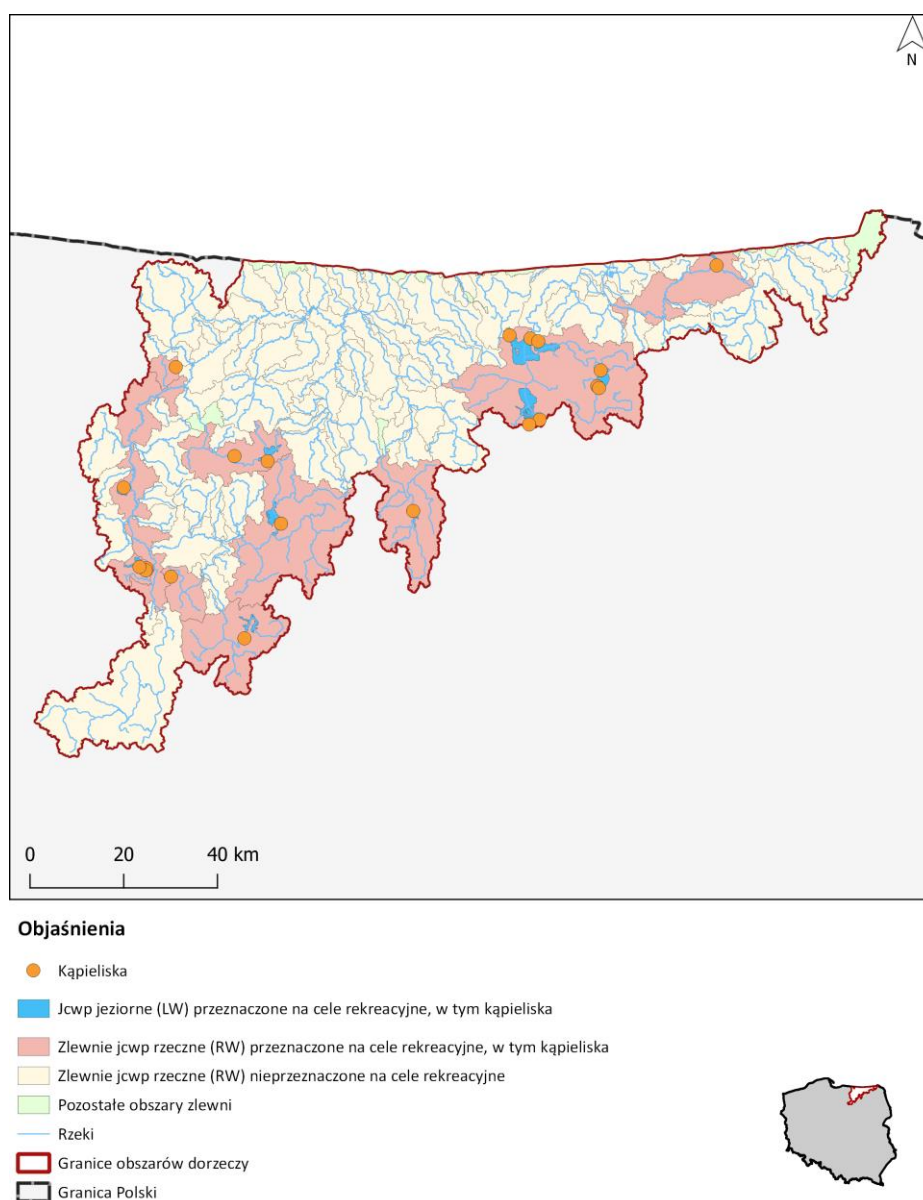 N
0 20 40 km
Objaśnienia
Kąpieliska
Jcwp jeziorne (LW) przeznaczone na cele rekreacyjne, w tym kąpieliska
Zlewnie jcwp rzeczne (RW) przeznaczone na cele rekreacyjne, w tym kąpieliska
Zlewnie jcwp rzeczne (RW) nieprzeznaczone na cele rekreacyjne
Pozostałe obszary zlewni
Rzeki
Granice obszarów dorzeczy
Granica Polski